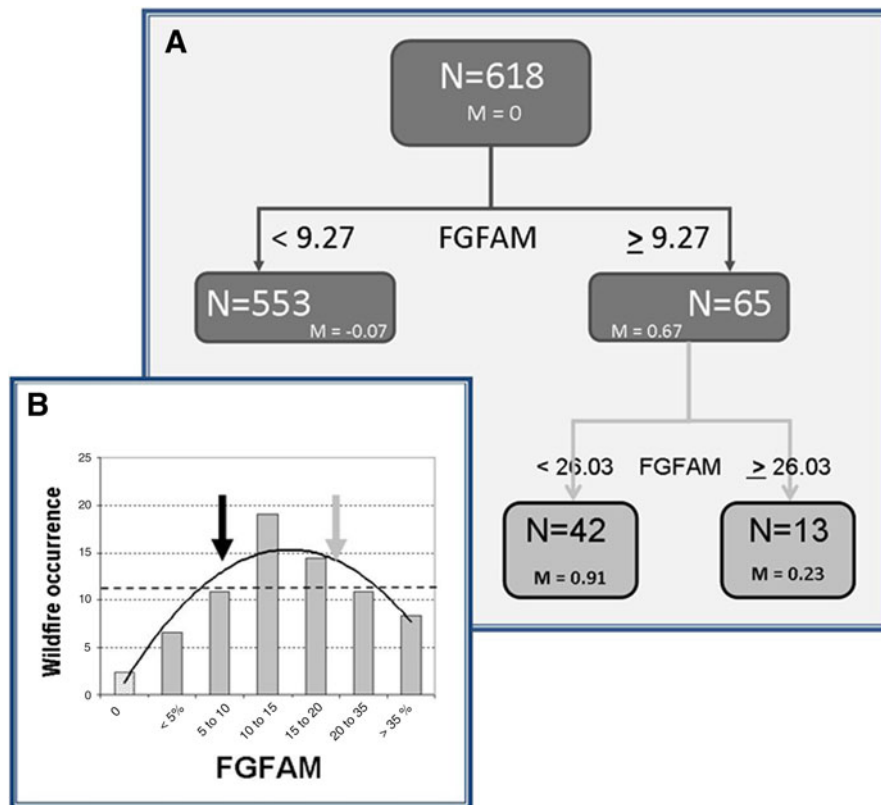 A
N=618
M = 0
< 9.27 FGFAM ≥ 9.27
N=553
M = -0.07
N=65
M = 0.67
< 26.03 FGFAM ≥ 26.03
N=42
M = 0.91
N=13
M = 0.23
B
Wildfire occurrence
25
20
15
10
5
0
0 < 5% 5 to 10 10 to 15 15 to 20 20 to 35 > 35 %
FGFAM